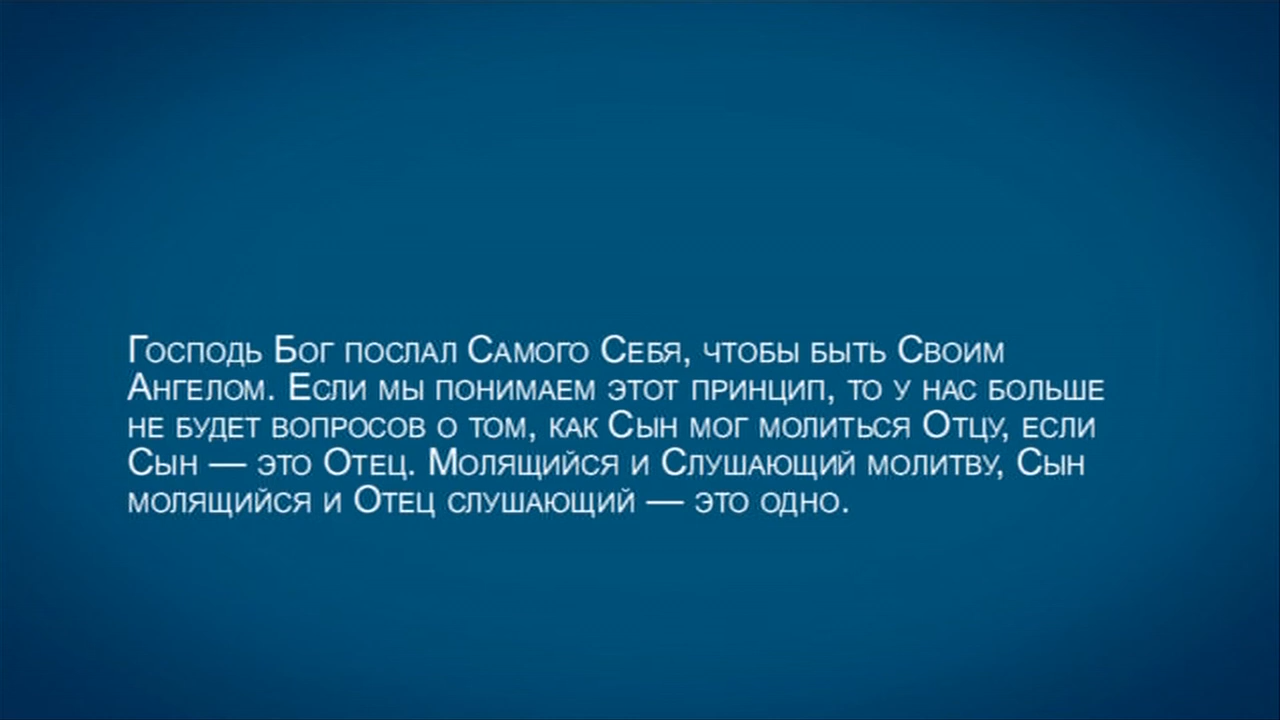 Господь Бог послал Самого Себя, чтобы быть Своим
Ангелом. Если мы понимаем этот принцип, то у нас больше
не будет вопросов о том, как Сын мог молиться Отцу, если
Сын — это Отец. Молящийся и Слушающий молитву, Сын
молящийся и Отец слушающий — это одно.